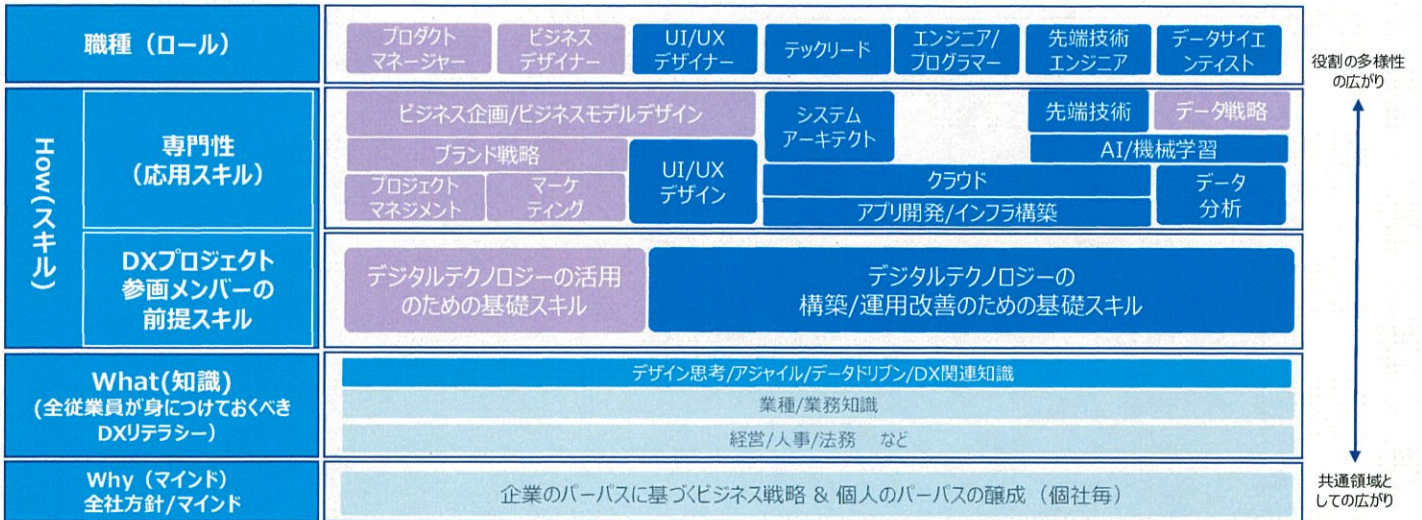 職種（ロール）
プロダクト
マネージャー
ビジネス
デザイナー
UI/UX
デザイナー
テックリード
エンジニア/
プログラマー
先端技術
エンジニア
データサイエ
ンティスト
役割の多様性
の広がり
How(スキル)
専門性
（応用スキル）
ビジネス企画/ビジネスモデルデザイン
ブランド戦略
プロジェクト
マネジメント
マーケ
ティング
UI/UX
デザイン
システム
アーキテクト
先端技術
データ戦略
AI/機械学習
クラウド
アプリ開発/インフラ構築
データ
分析
DXプロジェクト
参画メンバーの
前提スキル
デジタルテクノロジーの活用
のための基礎スキル
デジタルテクノロジーの
構築/運用改善のための基礎スキル
What(知識)
(全従業員が身につけておくべき
DXリテラシー）
デザイン思考/アジャイル/データドリブン/DX関連知識
業種/業務知識
経営/人事/法務　など
Why（マインド）
全社方針/マインド
企業のパーパスに基づくビジネス戦略 & 個人のパーパスの醸成（個社毎）
共通領域と
しての広がり